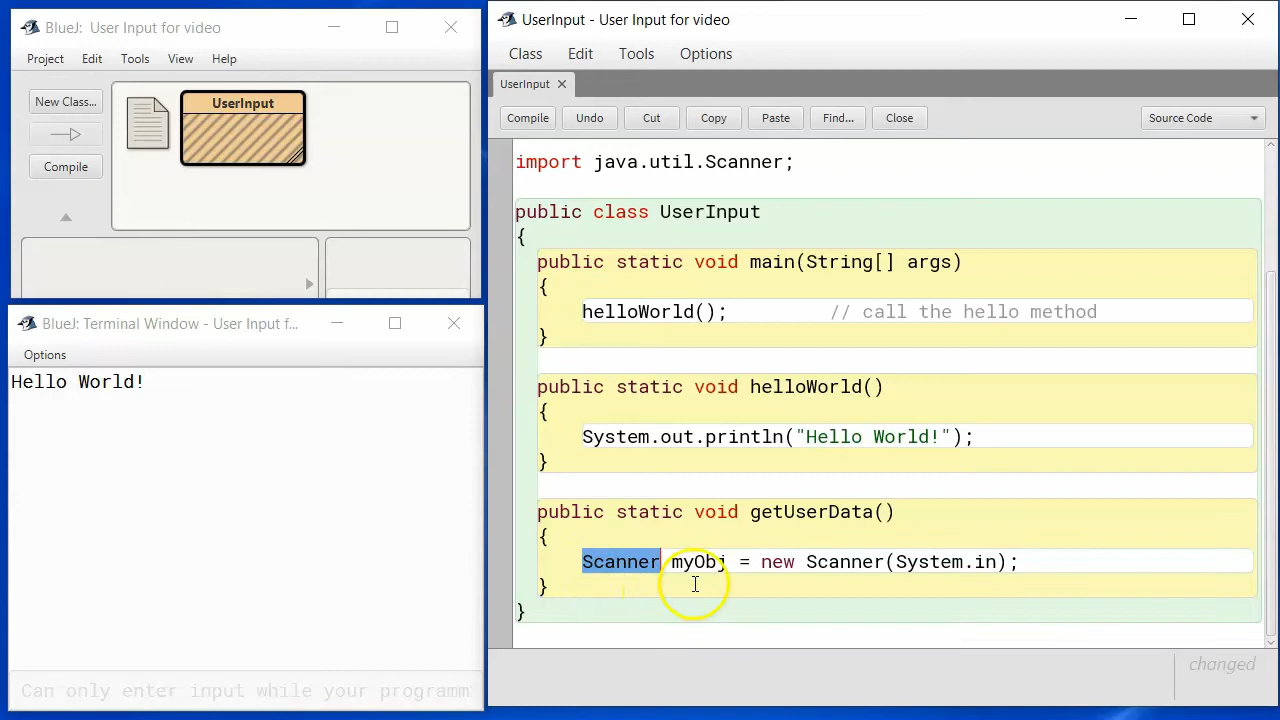 BlueJ: User Input for video
Project Edit Tools View Help
New Class...
Compile
UserInput
BlueJ: Terminal Window - User Input f...
Options
Hello World!
Can only enter input while your programm
UserInput - User Input for video
Class Edit Tools Options
UserInput
Compile Undo Cut Copy Paste Find... Close Source Code
import java.util.Scanner;
public class UserInput
{
public static void main(String[] args)
{
helloWorld(); // call the hello method
}
public static void helloWorld()
{
System.out.println("Hello World!");
}
public static void getUserData()
{
Scanner myObj = new Scanner(System.in);
}
}
changed